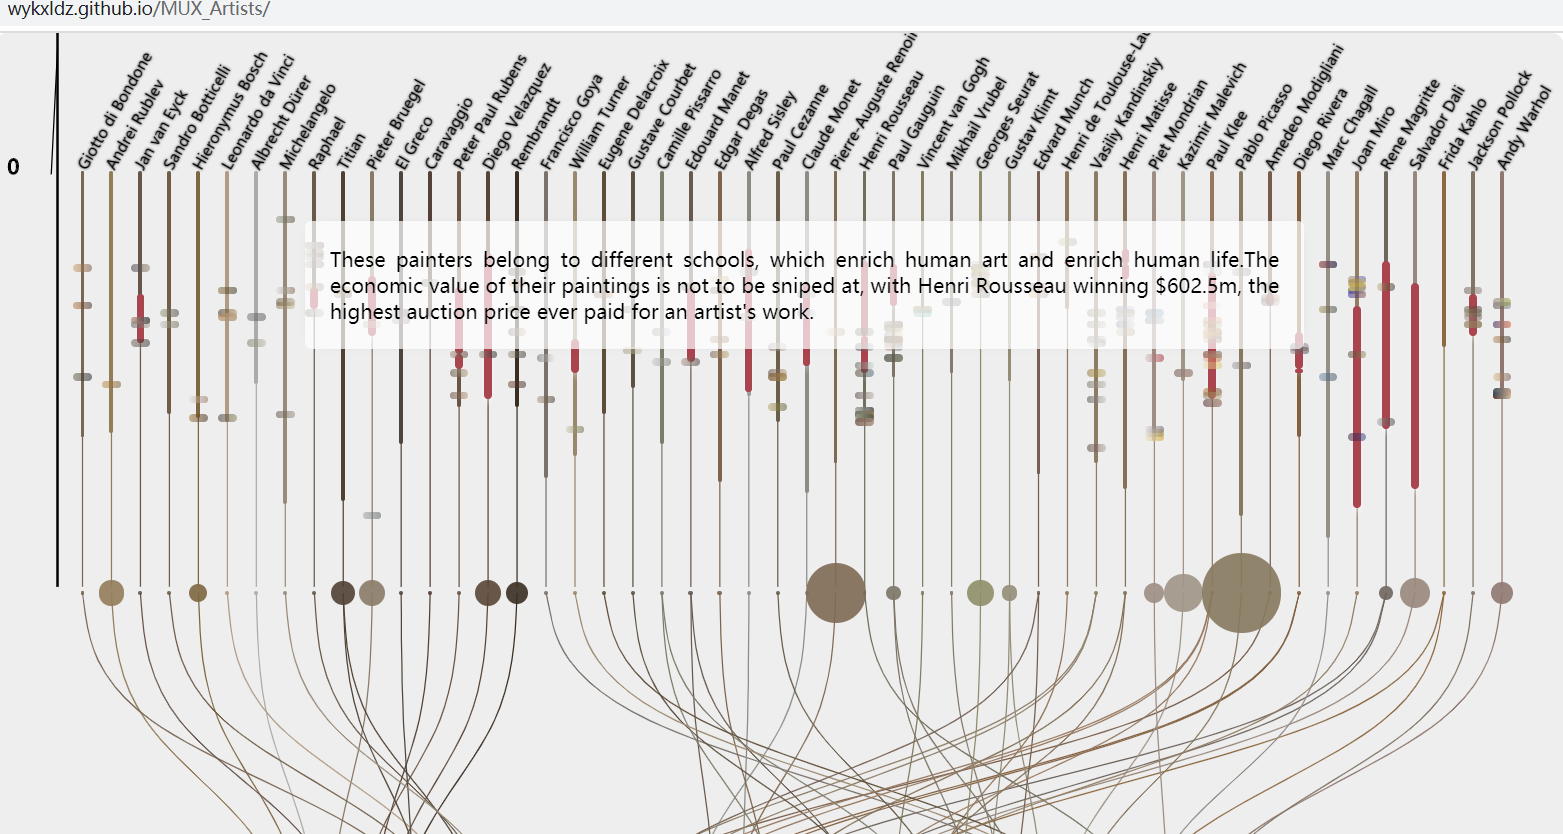 wykxldz.github.io/MUX_Artists/
0
Giotto di Bondone
Andrei Rublev
Jan van Eyck
Sandro Botticelli
Hieronymus Bosch
Leonardo da Vinci
Albrecht Dürer
Michelangelo
Raphael
Titian
Pieter Bruegel
El Greco
Caravaggio
Peter Paul Rubens
Diego Velazquez
Rembrandt
Francisco Goya
William Turner
Eugene Delacroix
Gustave Courbet
Camille Pissarro
Edouard Manet
Edgar Degas
Alfred Sisley
Paul Cezanne
Claude Monet
Pierre-Auguste Renoir
Henri Rousseau
Paul Gauguin
Vincent van Gogh
Mikhail Vrubel
Georges Seurat
Gustav Klimt
Edvard Munch
Henri de Toulouse-Lau
Vasiliy Kandinskiy
Henri Matisse
Piet Mondrian
Kazimir Malevich
Paul Klee
Pablo Picasso
Amedeo Modigliani
Diego Rivera
Marc Chagall
Joan Miro
Rene Magritte
Salvador Dali
Frida Kahlo
Jackson Pollock
Andy Warhol
These painters belong to different schools, which enrich human art and enrich human life.The
economic value of their paintings is not to be sniped at, with Henri Rousseau winning $602.5m, the
highest auction price ever paid for an artist's work.